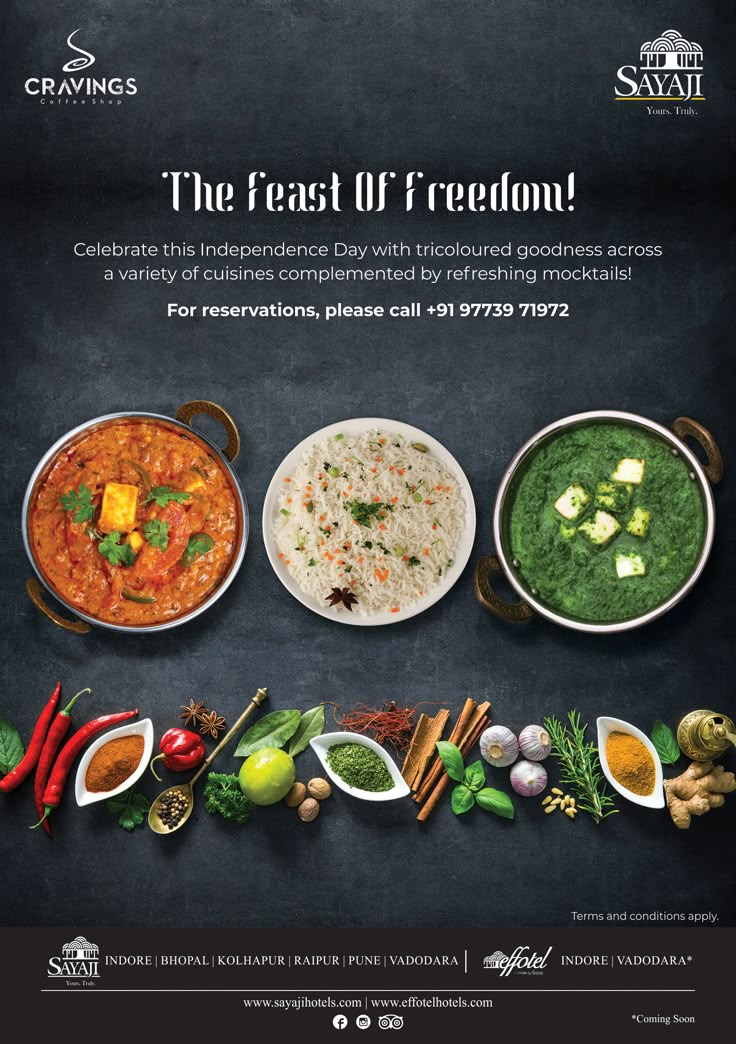 CRAVINGS
Coffee Shop
SAYAJI
Yours. Truly.
The Feast Of Freedom!
Celebrate this Independence Day with tricoloured goodness across
a variety of cuisines complemented by refreshing mocktails!
For reservations, please call +91 97739 71972
Terms and conditions apply.
SAYAJI
Yours. Truly.
INDORE | BHOPAL | KOLHAPUR | RAIPUR | PUNE | VADODARA
effotel
by Sayaji
INDORE | VADODARA*
www.sayajihotels.com | www.effotelhotels.com
*Coming Soon